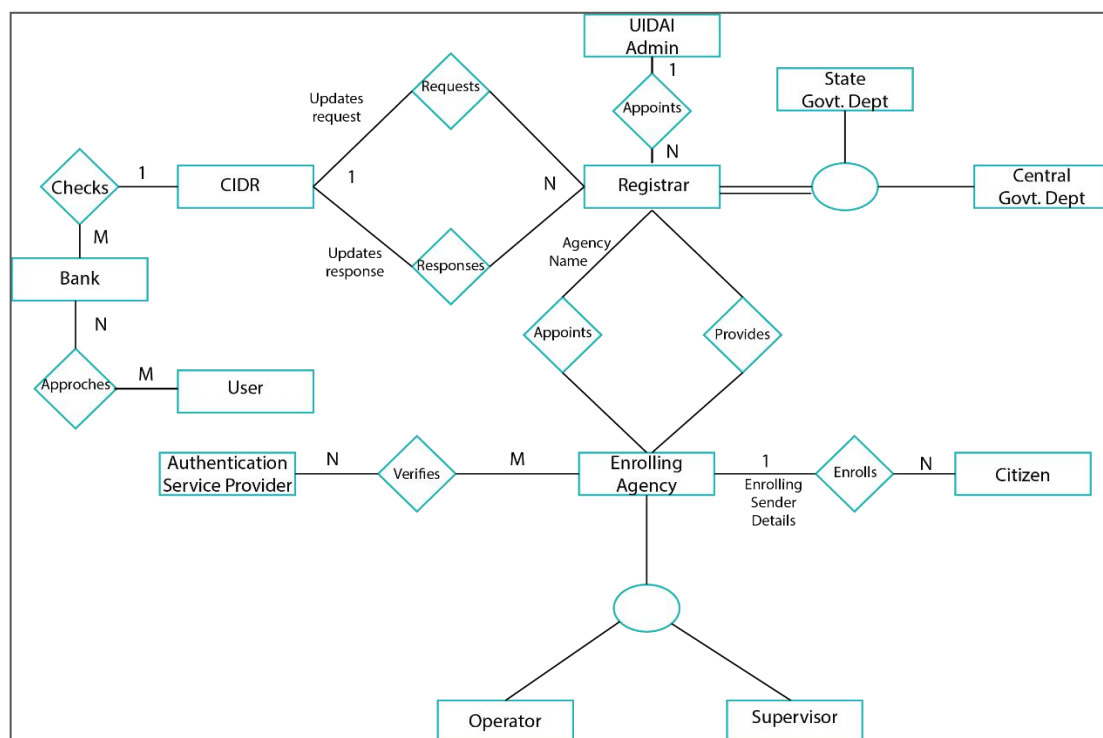 UIDAI
Admin
1
Appoints
N
State
Govt. Dept
Requests
Updates
request
Checks
1
CIDR
1
N
Registrar
Central
Govt. Dept
M
Updates
response
Responses
Agency
Name
Bank
N
Appoints
Provides
Approches
M
User
Authentication
Service Provider
N
Verifies
M
Enrolling
Agency
1
Enrolling
Sender
Details
Enrolls
N
Citizen
Operator
Supervisor